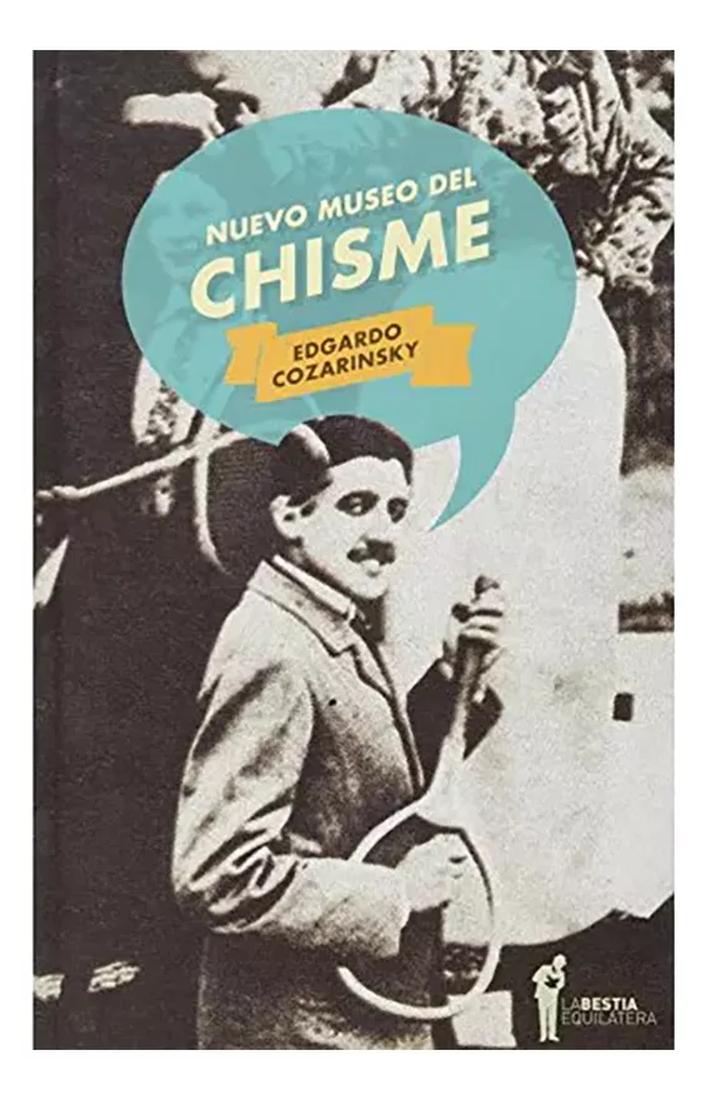 NUEVO MUSEO DEL
CHISME
EDGARDO
COZARINSKY
LABESTIA
EQUILÁTERA